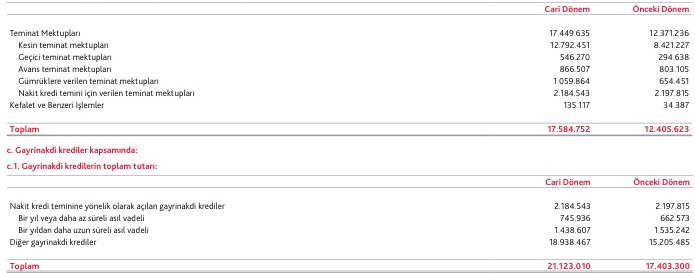 Cari Dönem Önceki Dönem
Teminat Mektupları 17.449.635 12.371.236
Kesin teminat mektupları 12.792.451 8.421.227
Geçici teminat mektupları 546.270 294.638
Avans teminat mektupları 866.507 803.105
Gümrüklere verilen teminat mektupları 1.059.864 654.451
Nakit kredi temini için verilen teminat mektupları 2.184.543 2.197.815
Kefalet ve Benzeri İşlemler 135.117 34.387
Toplam 17.584.752 12.405.623
c. Gayrinakdi krediler kapsamında:
c.1. Gayrinakdi kredilerin toplam tutarı:
Cari Dönem Önceki Dönem
Nakit kredi teminine yönelik olarak açılan gayrinakdi krediler 2.184.543 2.197.815
Bir yıl veya daha az süreli asıl vadeli 745.936 662.573
Bir yıldan daha uzun süreli asıl vadeli 1.438.607 1.535.242
Diğer gayrinakdi krediler 18.938.467 15.205.485
Toplam 21.123.010 17.403.300